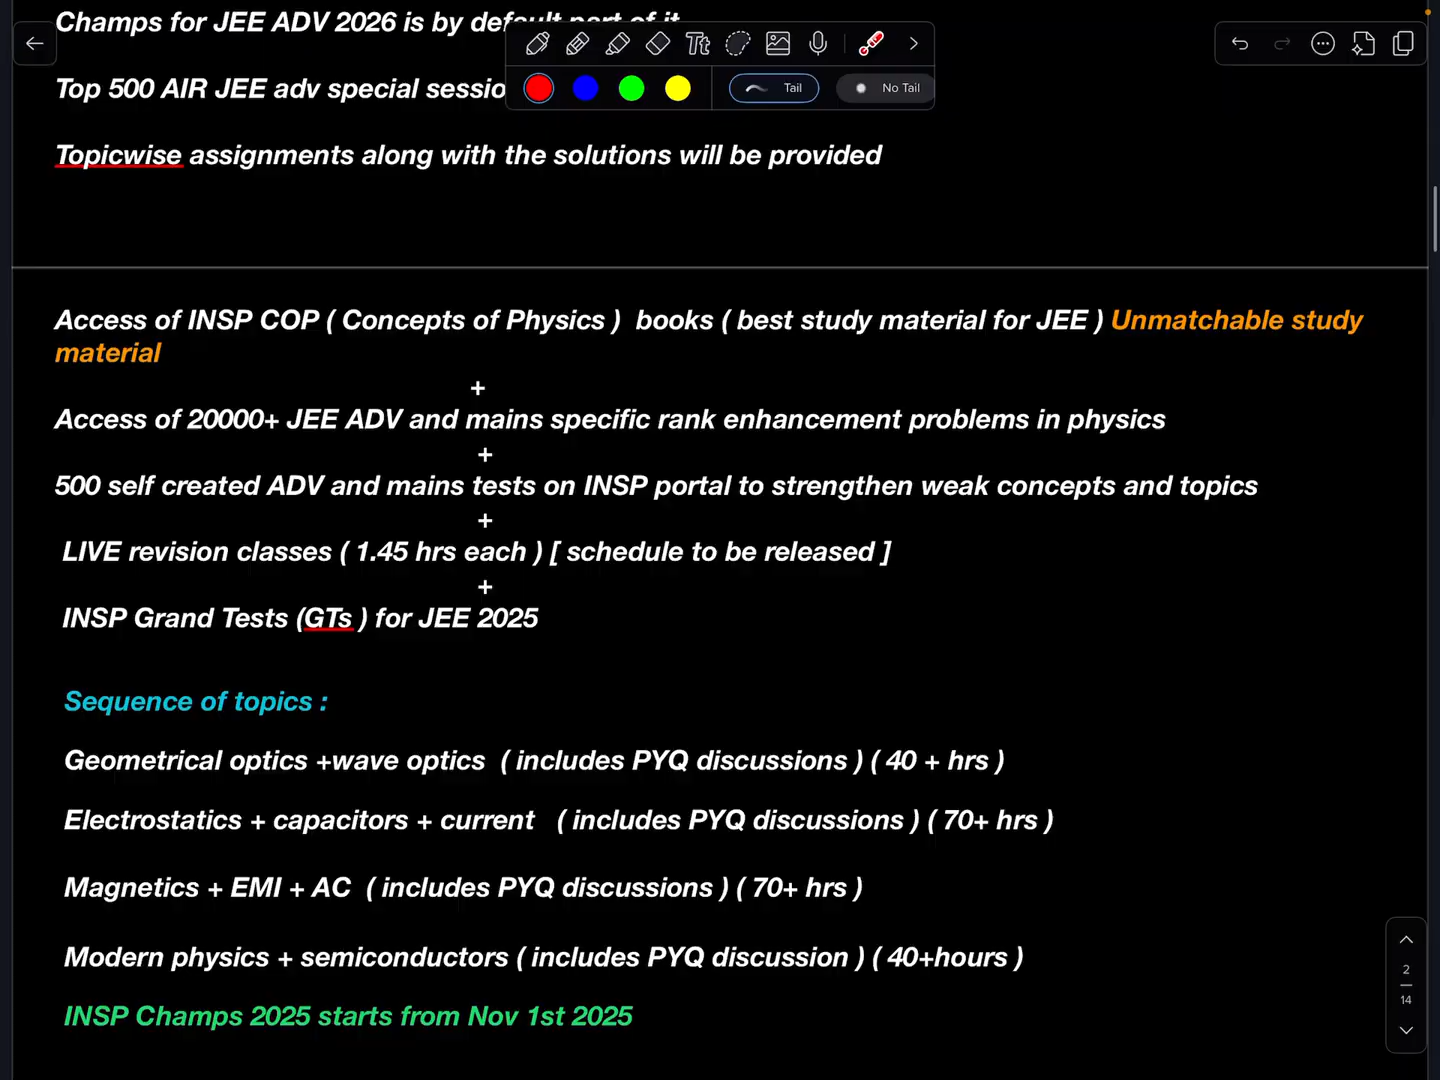 Champs for JEE ADV 2026 is by default part of it
Top 500 AIR JEE adv special sessio
Tt
Tail
No Tail
Topicwise assignments along with the solutions will be provided
Access of INSP COP ( Concepts of Physics )  books ( best study material for JEE ) Unmatchable study
material
+
Access of 20000+ JEE ADV and mains specific rank enhancement problems in physics
+
500 self created ADV and mains tests on INSP portal to strengthen weak concepts and topics
+
LIVE revision classes ( 1.45 hrs each ) [ schedule to be released ]
+
INSP Grand Tests (GTs ) for JEE 2025
Sequence of topics :
Geometrical optics +wave optics  ( includes PYQ discussions ) ( 40 + hrs )
Electrostatics + capacitors + current   ( includes PYQ discussions ) ( 70+ hrs )
Magnetics + EMI + AC  ( includes PYQ discussions ) ( 70+ hrs )
Modern physics + semiconductors ( includes PYQ discussion ) ( 40+hours )
INSP Champs 2025 starts from Nov 1st 2025
2
14